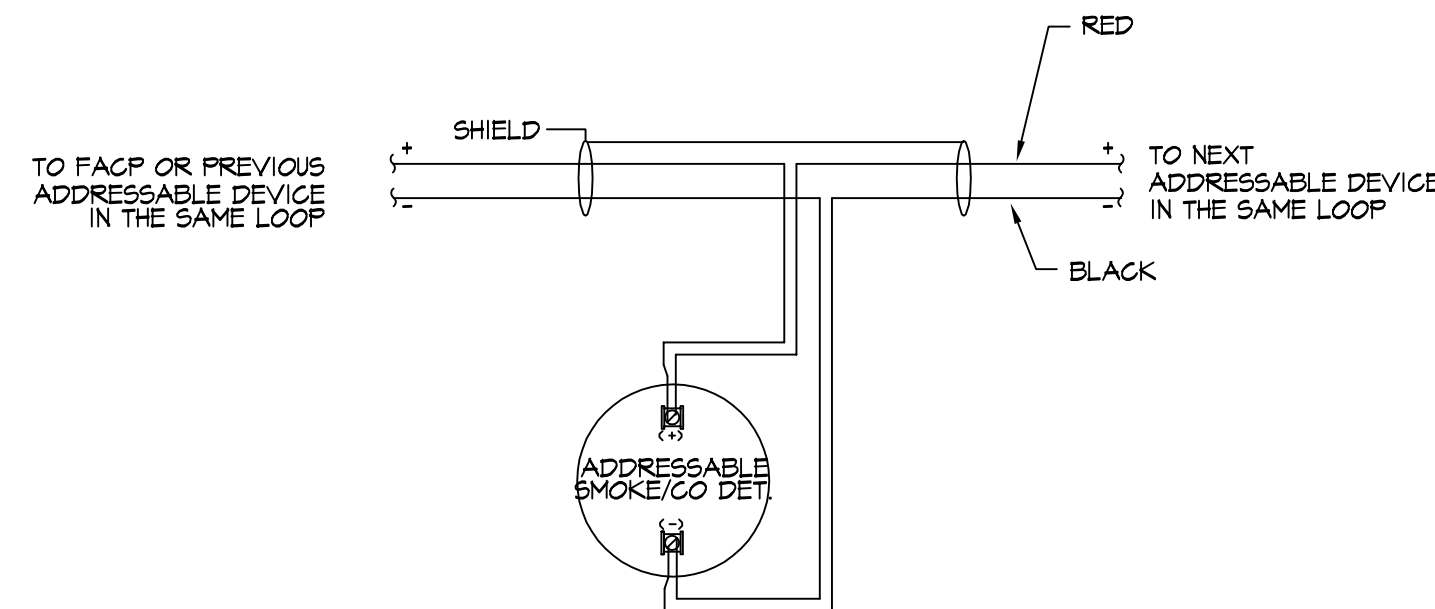 RED
SHIELD
+
+
TO FACP OR PREVIOUS
ADDRESSABLE DEVICE
IN THE SAME LOOP
-
TO NEXT
ADDRESSABLE DEVICE
IN THE SAME LOOP
-
BLACK
(+)
ADDRESSABLE
SMOKE/CO DET.
(-)